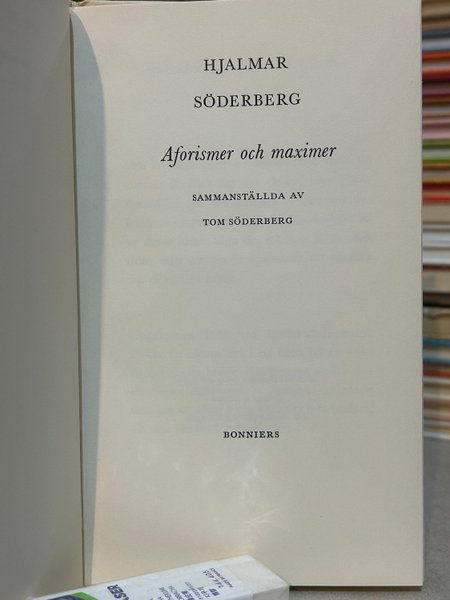 HJALMAR
SÖDERBERG
Aforismer och maximer
SAMMANSTÄLLDA AV
TOM SÖDERBERG
BONNIERS